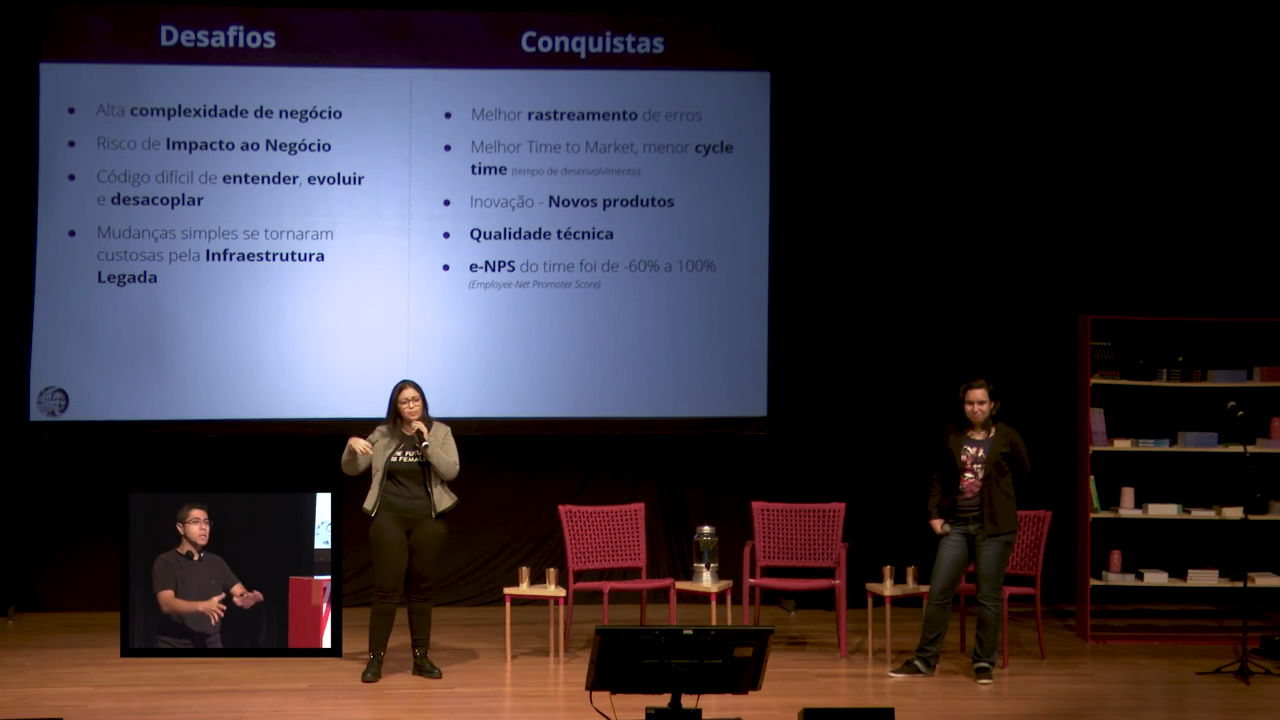 Desafios
Alta complexidade de negócio
Risco de Impacto ao Negócio
Código difícil de entender, evoluir
e desacoplar
Mudanças simples se tornaram
custosas pela Infraestrutura
Legada
Conquistas
Melhor rastreamento de erros
Melhor Time to Market, menor cycle
time (tempo de desenvolvimento)
Inovação - Novos produtos
Qualidade técnica
e-NPS do time foi de -60% a 100%
(Employee-Net Promoter Score)
IS FEMALE